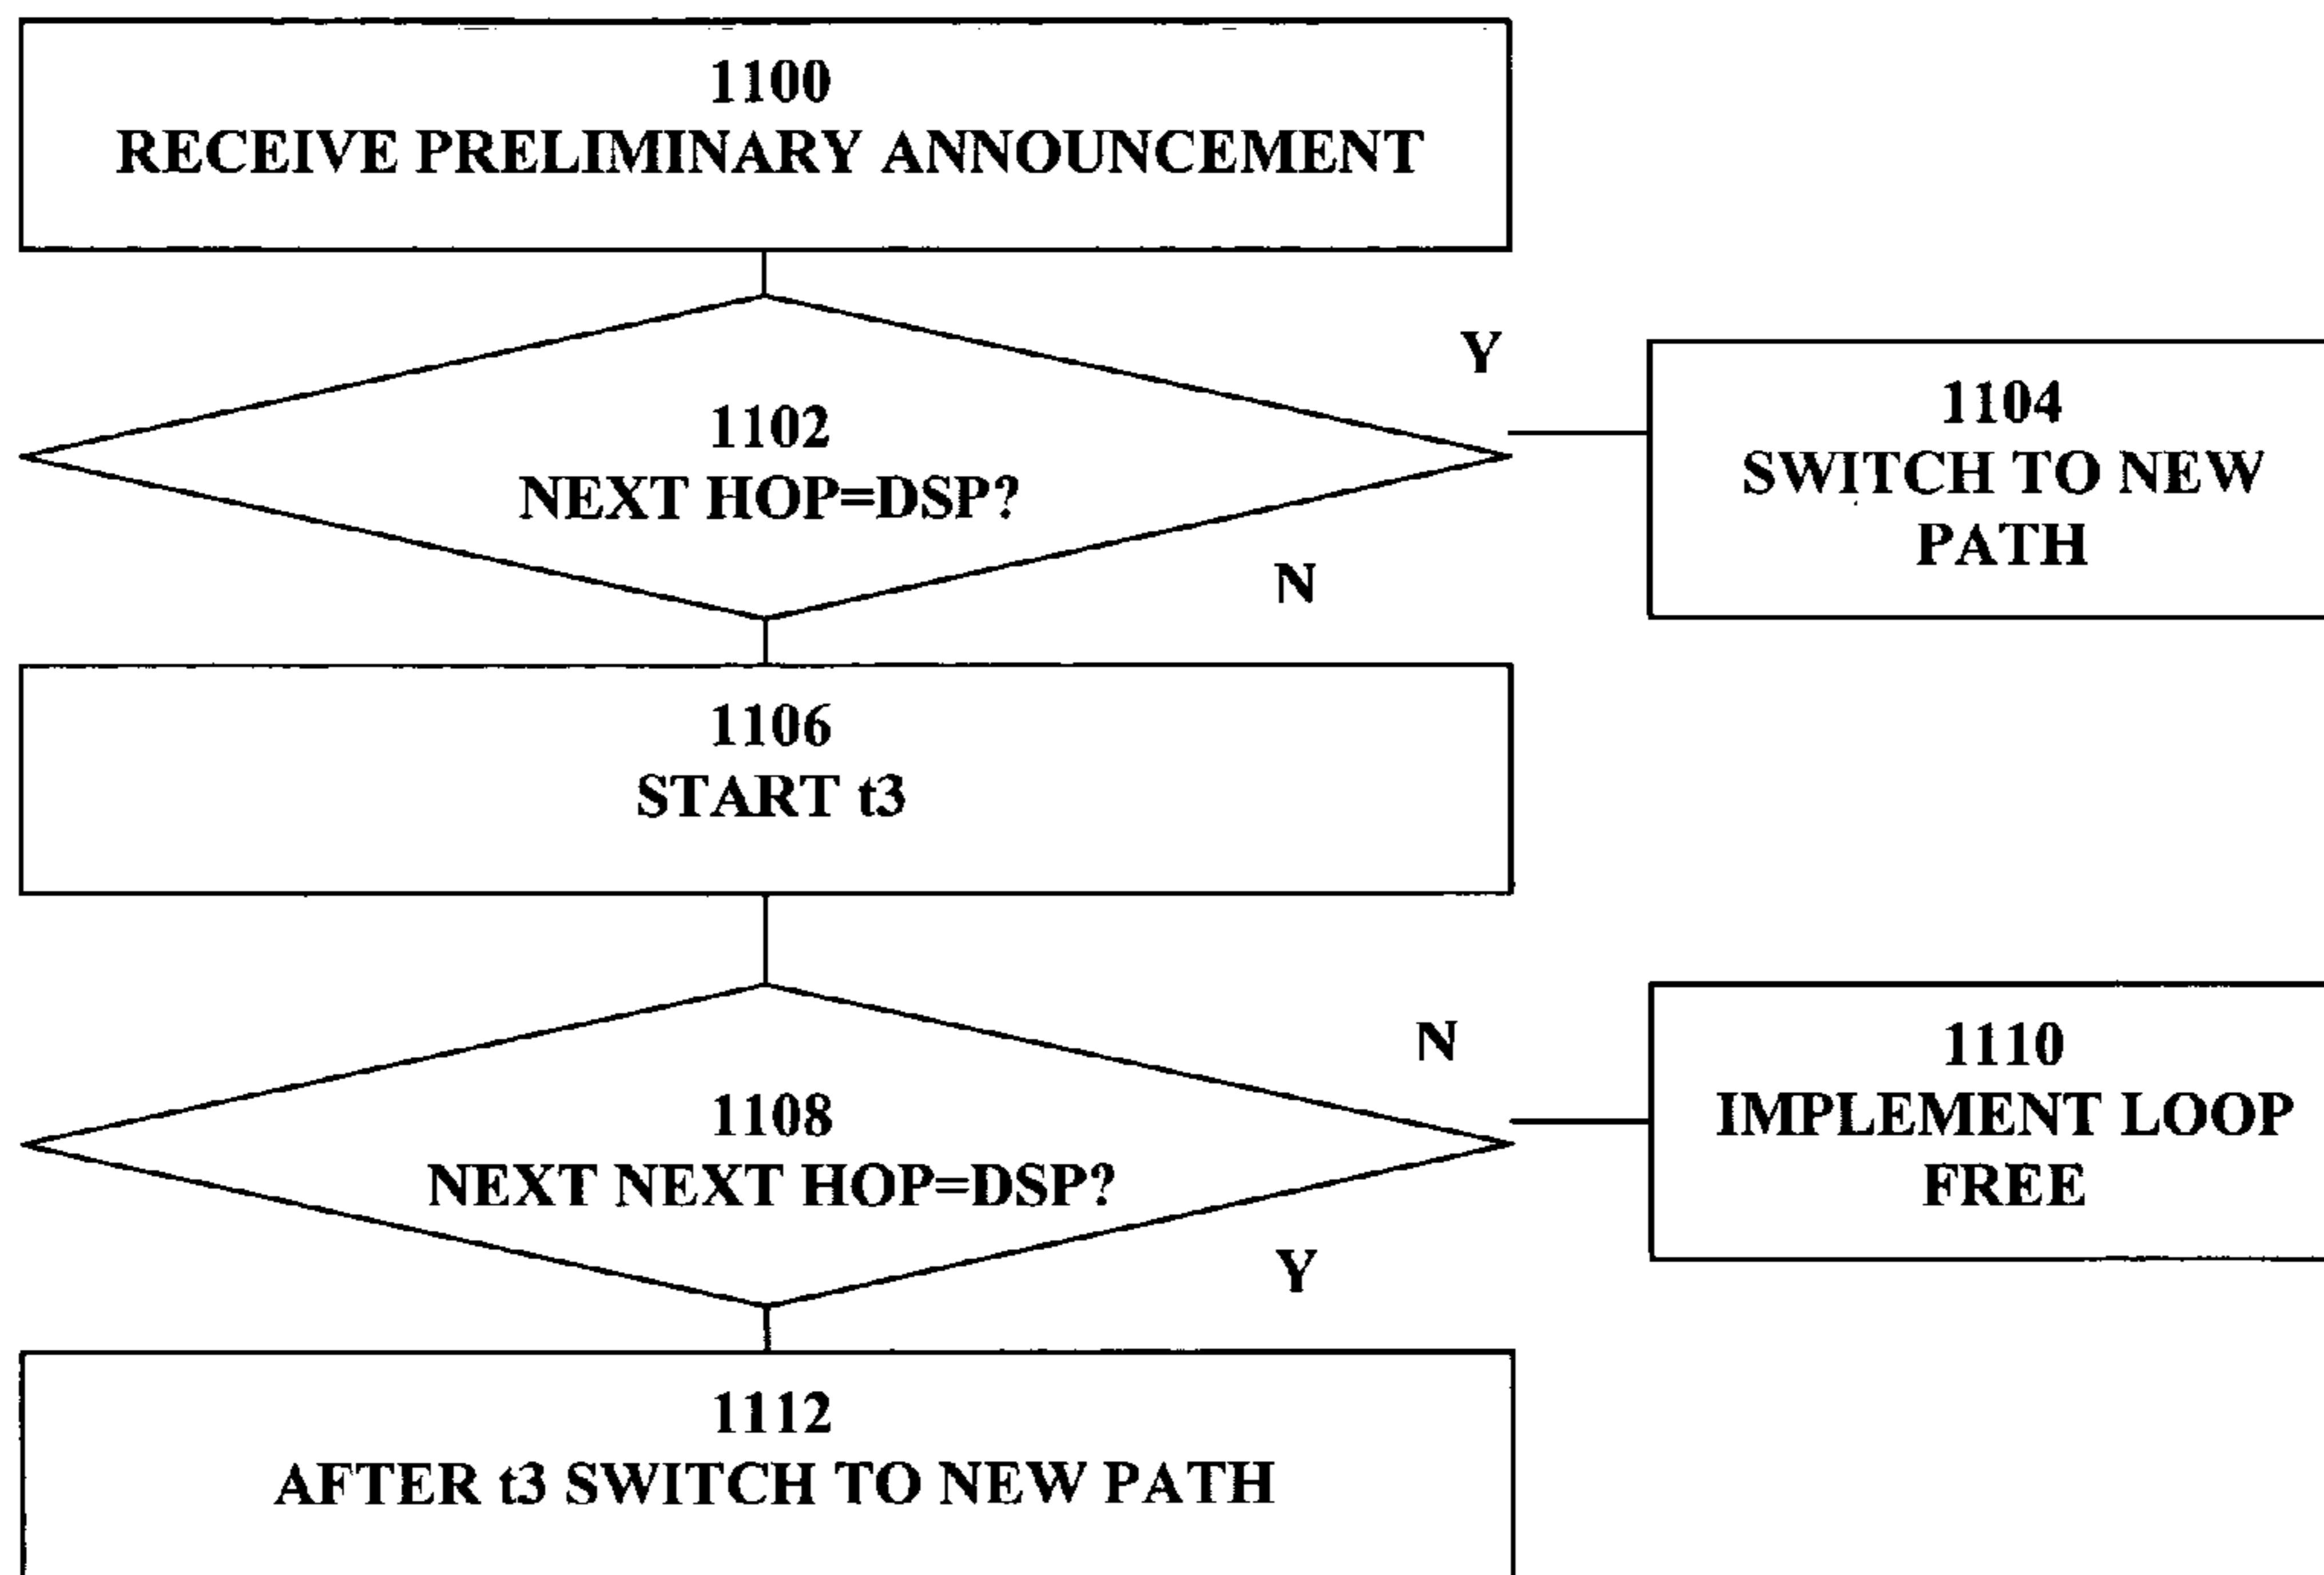 1100
RECEIVE PRELIMINARY ANNOUNCEMENT
1102
NEXT HOP=DSP?
Y
1104
SWITCH TO NEW
PATH
N
1106
START t3
1108
NEXT NEXT HOP=DSP?
N
1110
IMPLEMENT LOOP
FREE
Y
1112
AFTER t3 SWITCH TO NEW PATH